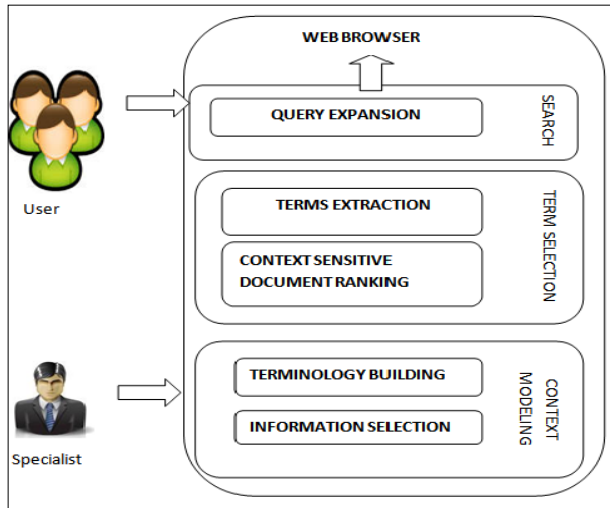 WEB BROWSER
QUERY EXPANSION
SEARCH
User
TERMS EXTRACTION
CONTEXT SENSITIVE
DOCUMENT RANKING
TERM SELECTION
TERMINOLOGY BUILDING
INFORMATION SELECTION
CONTEXT
MODELING
Specialist